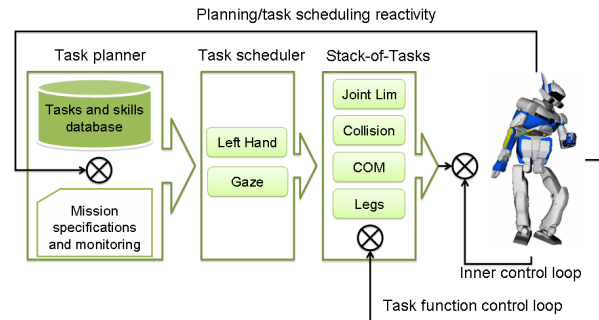 Planning/task scheduling reactivity
Task planner
Task scheduler
Stack-of-Tasks
Tasks and skills
database
Mission
specifications
and monitoring
Left Hand
Gaze
Joint Lim
Collision
COM
Legs
Inner control loop
Task function control loop